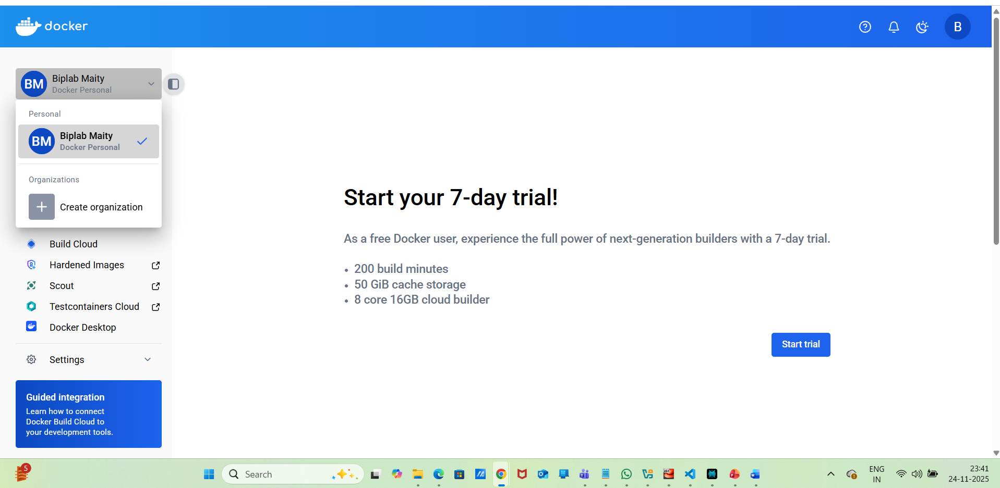 docker
B
BM
Biplab Maity
Docker Personal
Personal
BM
Biplab Maity
Docker Personal
Organizations
Create organization
Build Cloud
Hardened Images
Scout
Testcontainers Cloud
Docker Desktop
Settings
Guided integration
Learn how to connect
Docker Build Cloud to
your development tools.
Start your 7-day trial!
As a free Docker user, experience the full power of next-generation builders with a 7-day trial.
• 200 build minutes
• 50 GiB cache storage
• 8 core 16GB cloud builder
Start trial
5
Search
ENG
IN
23:41
24-11-2025